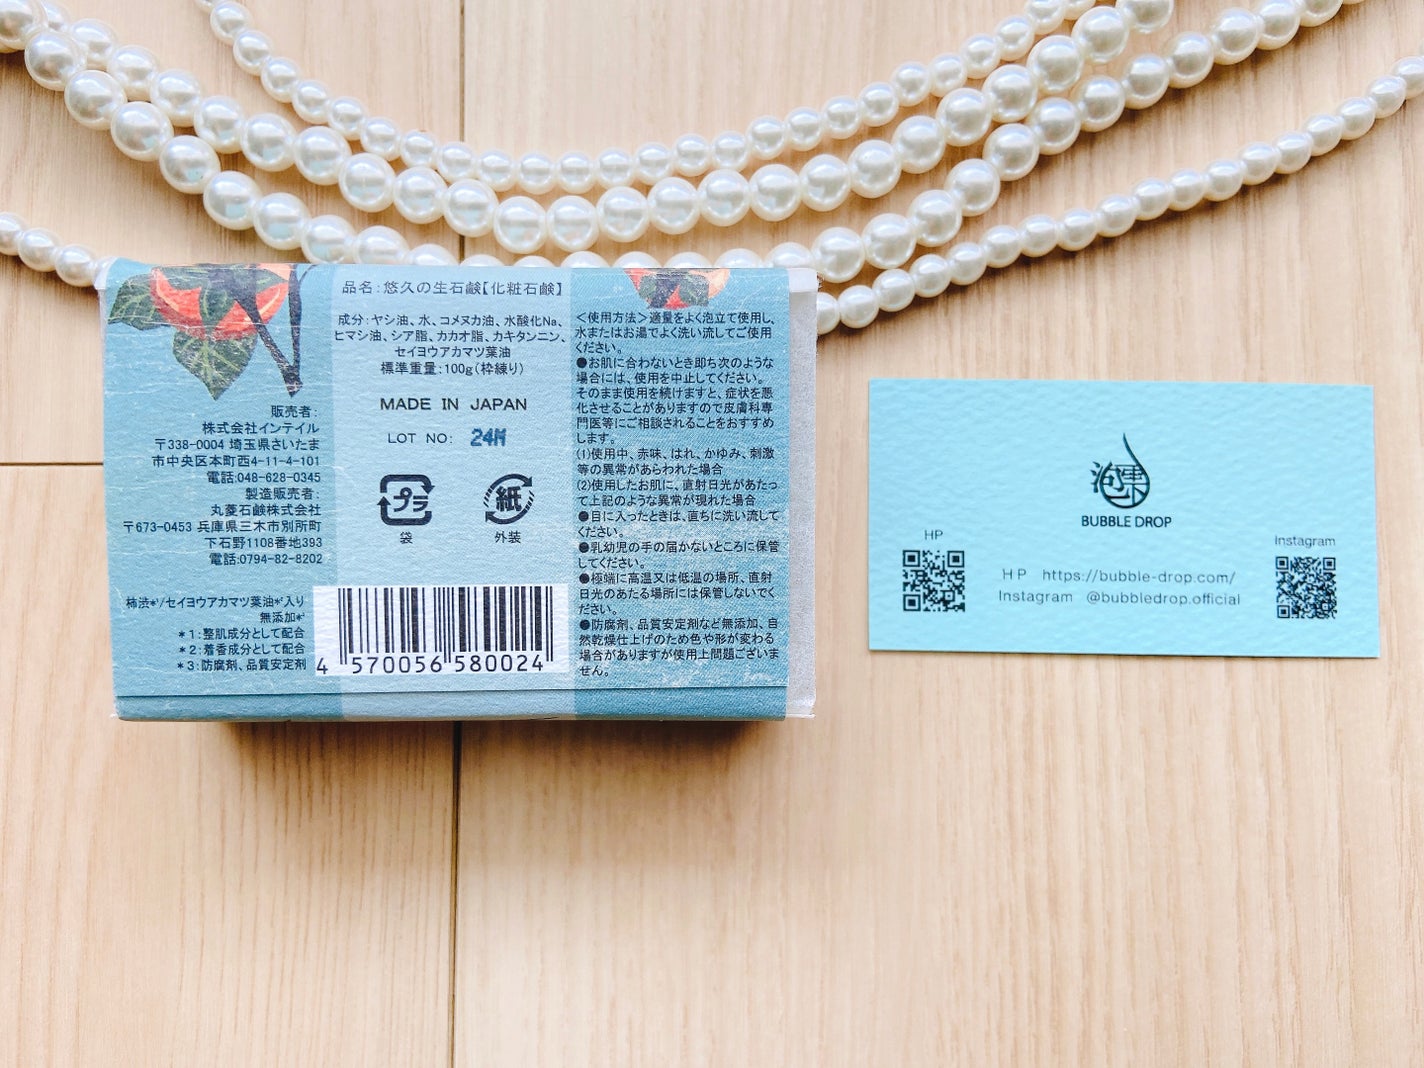 品名:悠久の生石鹸【化粧石鹸】
成分:ヤシ油、水、コメヌカ油、水酸化Na、
ヒマシ油、シア脂、カカオ脂、カキタンニン、
セイヨウアカマツ葉油
標準重量:100g(枠練り)
MADE IN JAPAN
LOT NO: 24M
プラ
袋
紙
外装
4 570056 580024
販売者:
株式会社インテイル
〒338-0004 埼玉県さいたま
市中央区本町西4-11-4-101
電話:048-628-0345
製造販売者:
丸菱石鹸株式会社
〒673-0453 兵庫県三木市別所町
下石野1108番地393
電話:0794-82-8202
柿渋*¹/セイヨウアカマツ葉油*²入り
無添加*³
*1:整肌成分として配合
*2:着香成分として配合
*3:防腐剤、品質安定剤
<使用方法>適量をよく泡立て使用し、
水またはお湯でよく洗い流してご使用
ください。
●お肌に合わないとき即ち次のような
場合には、使用を中止してください。
そのまま使用を続けますと、症状を悪
化させることがありますので皮膚科専
門医等にご相談されることをおすすめ
します。
(1)使用中、赤味、はれ、かゆみ、刺激
等の異常があらわれた場合
(2)使用したお肌に、直射日光があたっ
て上記のような異常が現れた場合
●目に入ったときは、直ちに洗い流して
ください。
●乳幼児の手の届かないところに保管
してください。
●極端に高温又は低温の場所、直射
日光のあたる場所には保管しないでく
ださい。
●防腐剤、品質安定剤など無添加、自
然乾燥仕上げのため色や形が変わる
場合がありますが使用上問題ございま
せん。
泡果
BUBBLE DROP
HP
Instagram
HP https://bubble-drop.com/
Instagram @bubbledrop.official